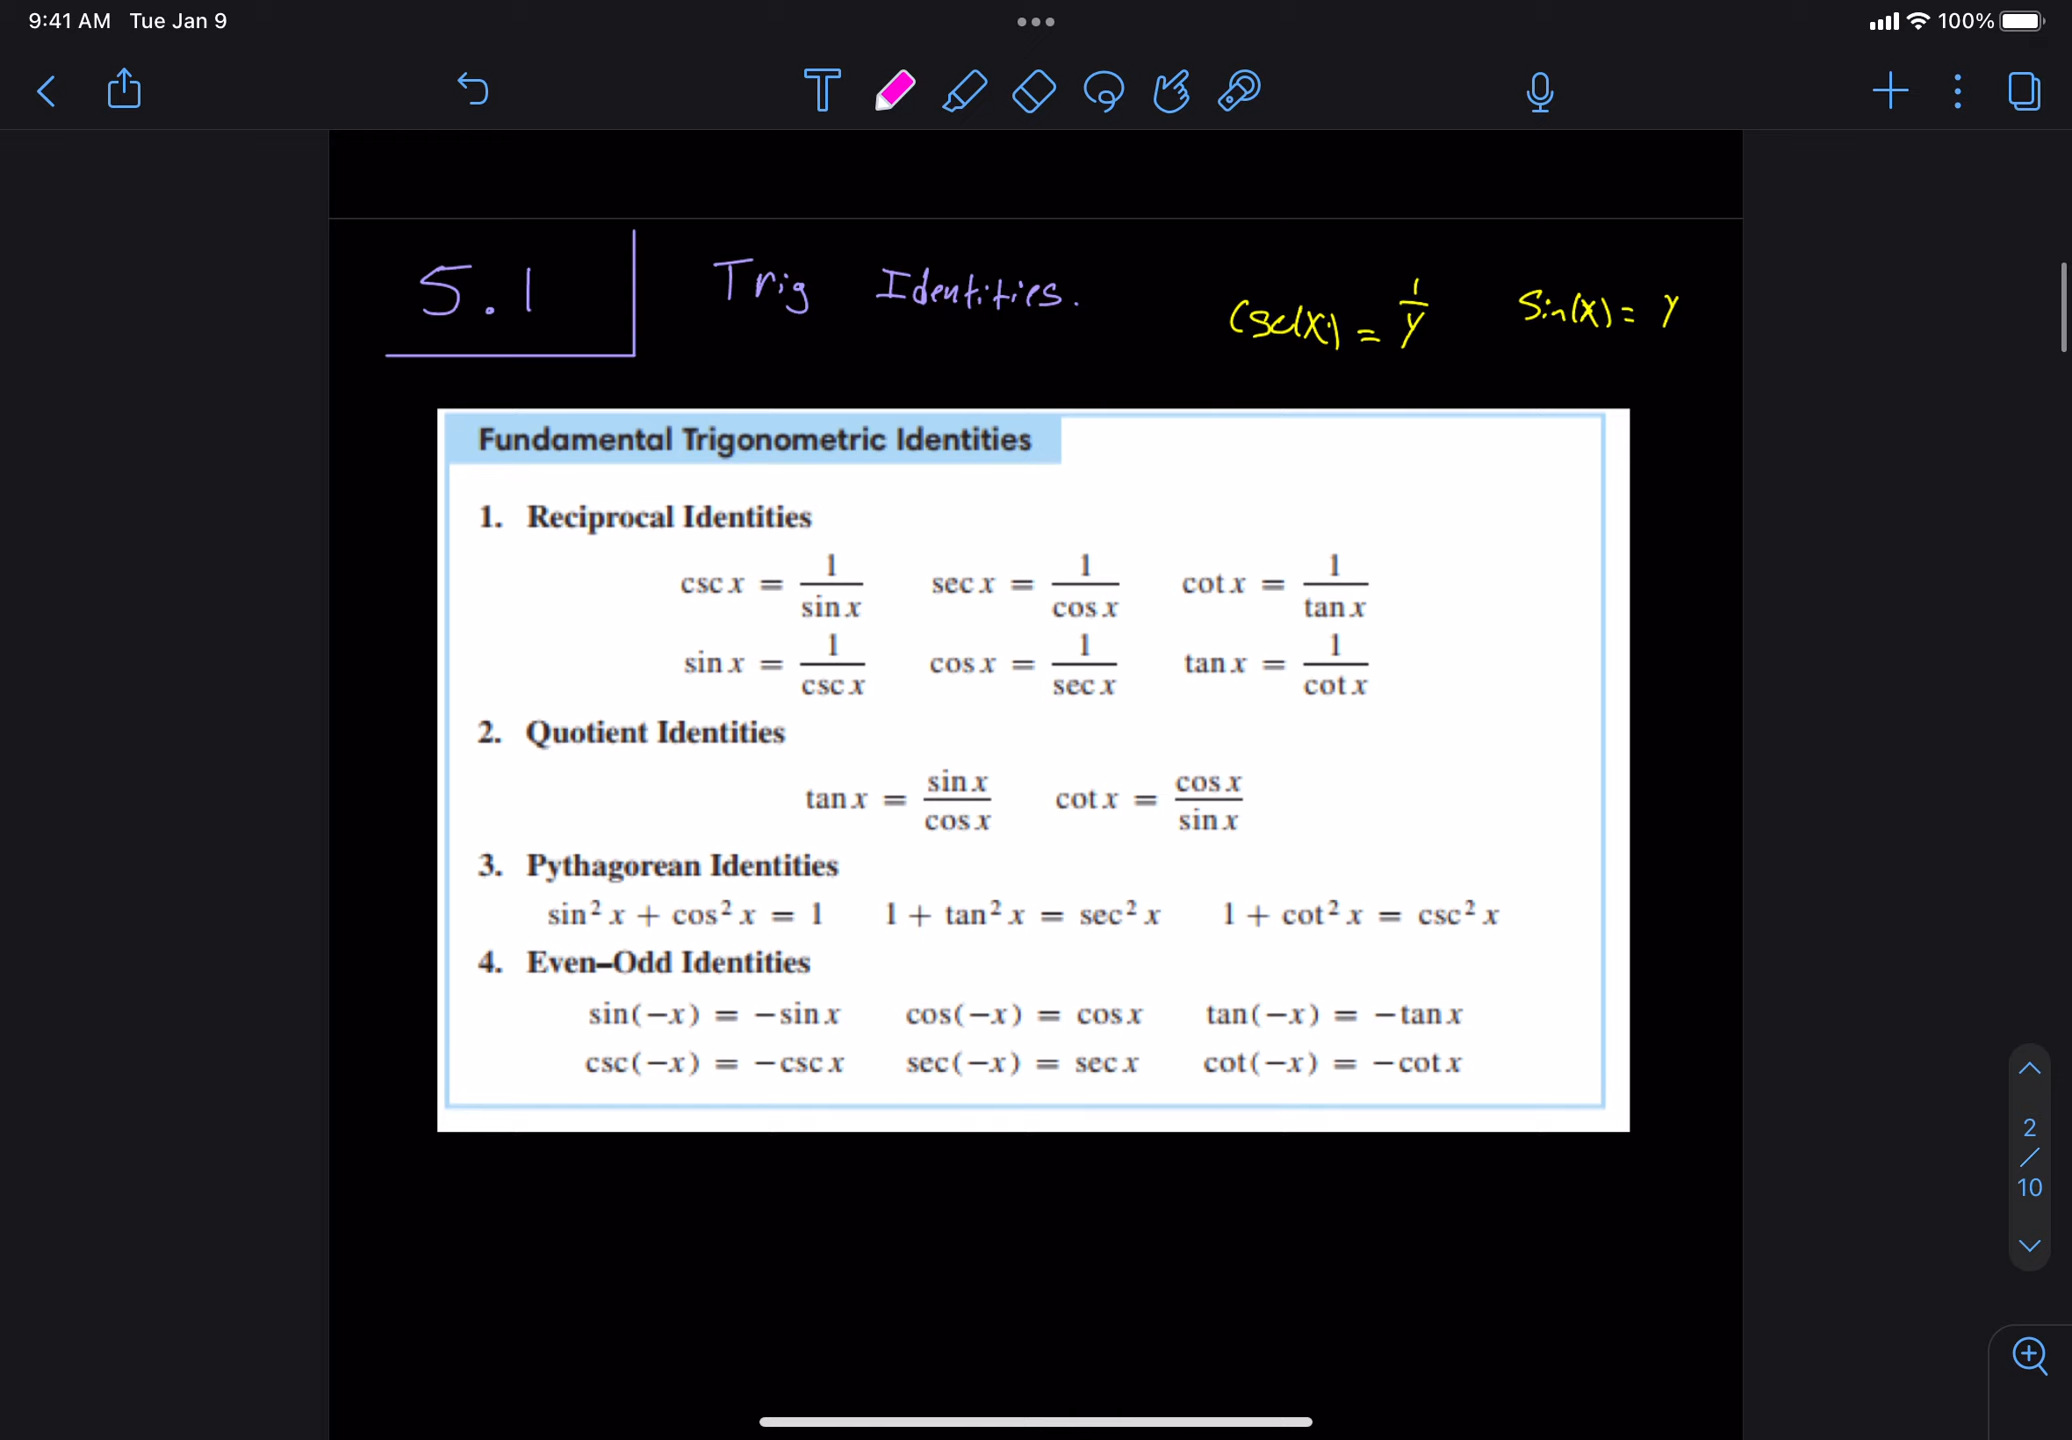 9:41 AM Tue Jan 9
100%
5.1 Trig Identities. Csc(x) = 1/y Sin(x) = y
Fundamental Trigonometric Identities
1. Reciprocal Identities
csc x = 1/sin x sec x = 1/cos x cot x = 1/tan x
sin x = 1/csc x cos x = 1/sec x tan x = 1/cot x
2. Quotient Identities
tan x = sin x/cos x cot x = cos x/sin x
3. Pythagorean Identities
sin² x + cos² x = 1 1 + tan² x = sec² x 1 + cot² x = csc² x
4. Even–Odd Identities
sin(−x) = −sin x cos(−x) = cos x tan(−x) = −tan x
csc(−x) = −csc x sec(−x) = sec x cot(−x) = −cot x
2
/
10